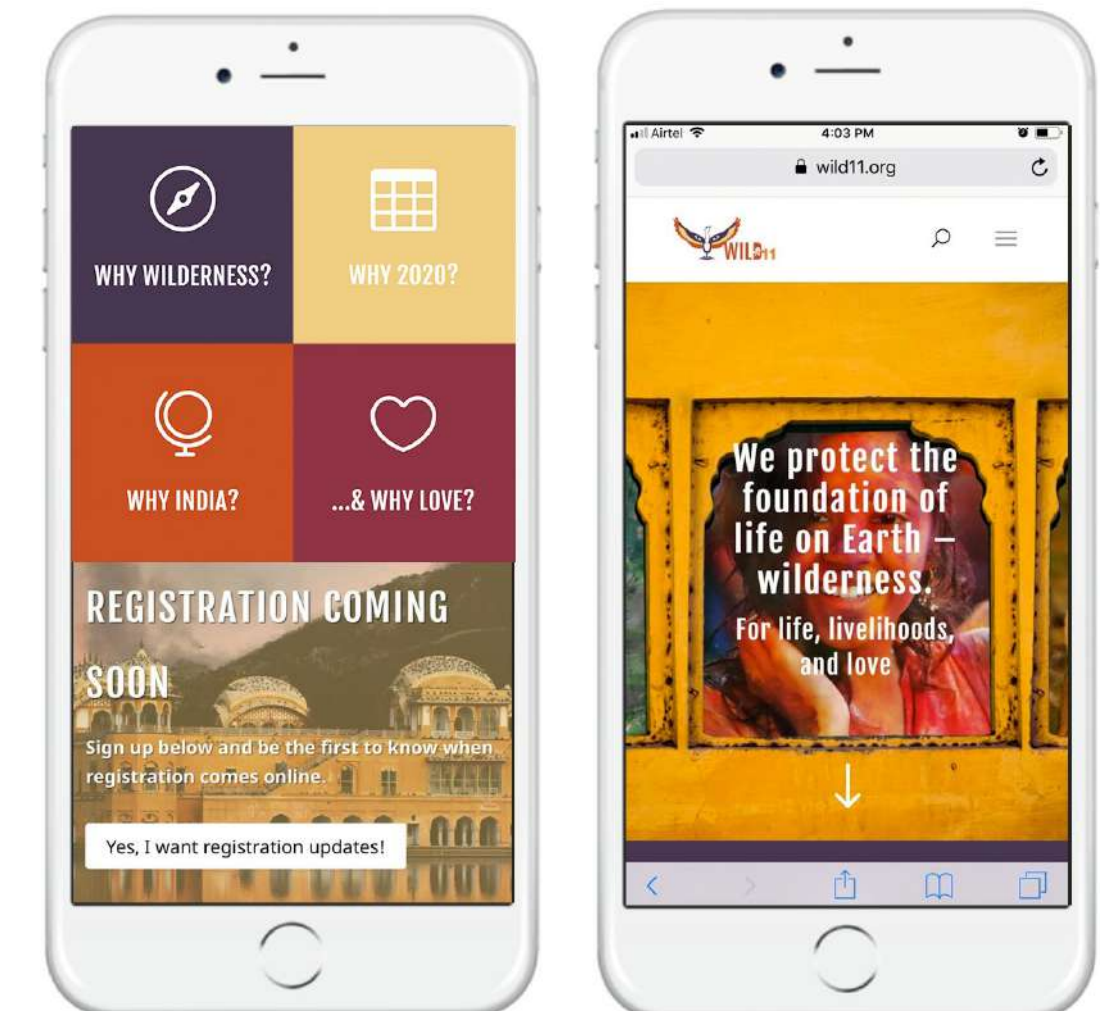 WHY WILDERNESS?
WHY 2020?
WHY INDIA?
...& WHY LOVE?
REGISTRATION COMING
SOON
Sign up below and be the first to know when
registration comes online.
Yes, I want registration updates!
Airtel
4:03 PM
wild11.org
WILD11
We protect the
foundation of
life on Earth –
wilderness.
For life, livelihoods,
and love